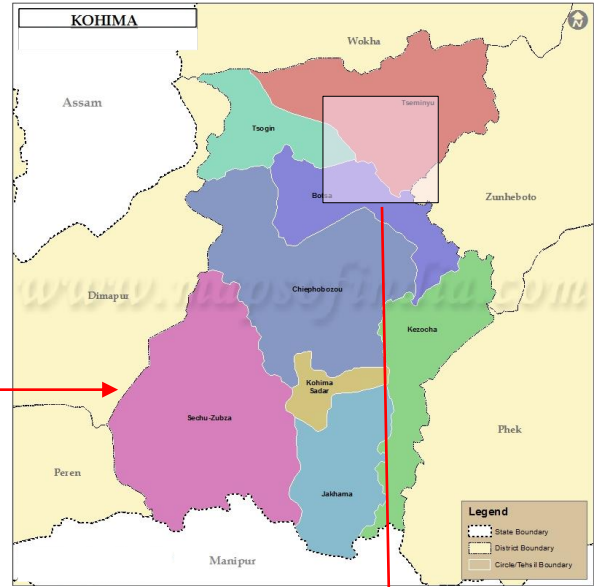 KOHIMA
N
Wokha
Assam
Tseminyu
Tsogin
Zunheboto
Botsa
www.mapsofindia.com
Chiephobozou
Dimapur
Kezocha
Kohima
Sadar
Sechu-Zubza
Phek
Peren
Jakhama
Legend
State Boundary
District Boundary
Circle/Tehsil Boundary
Manipur